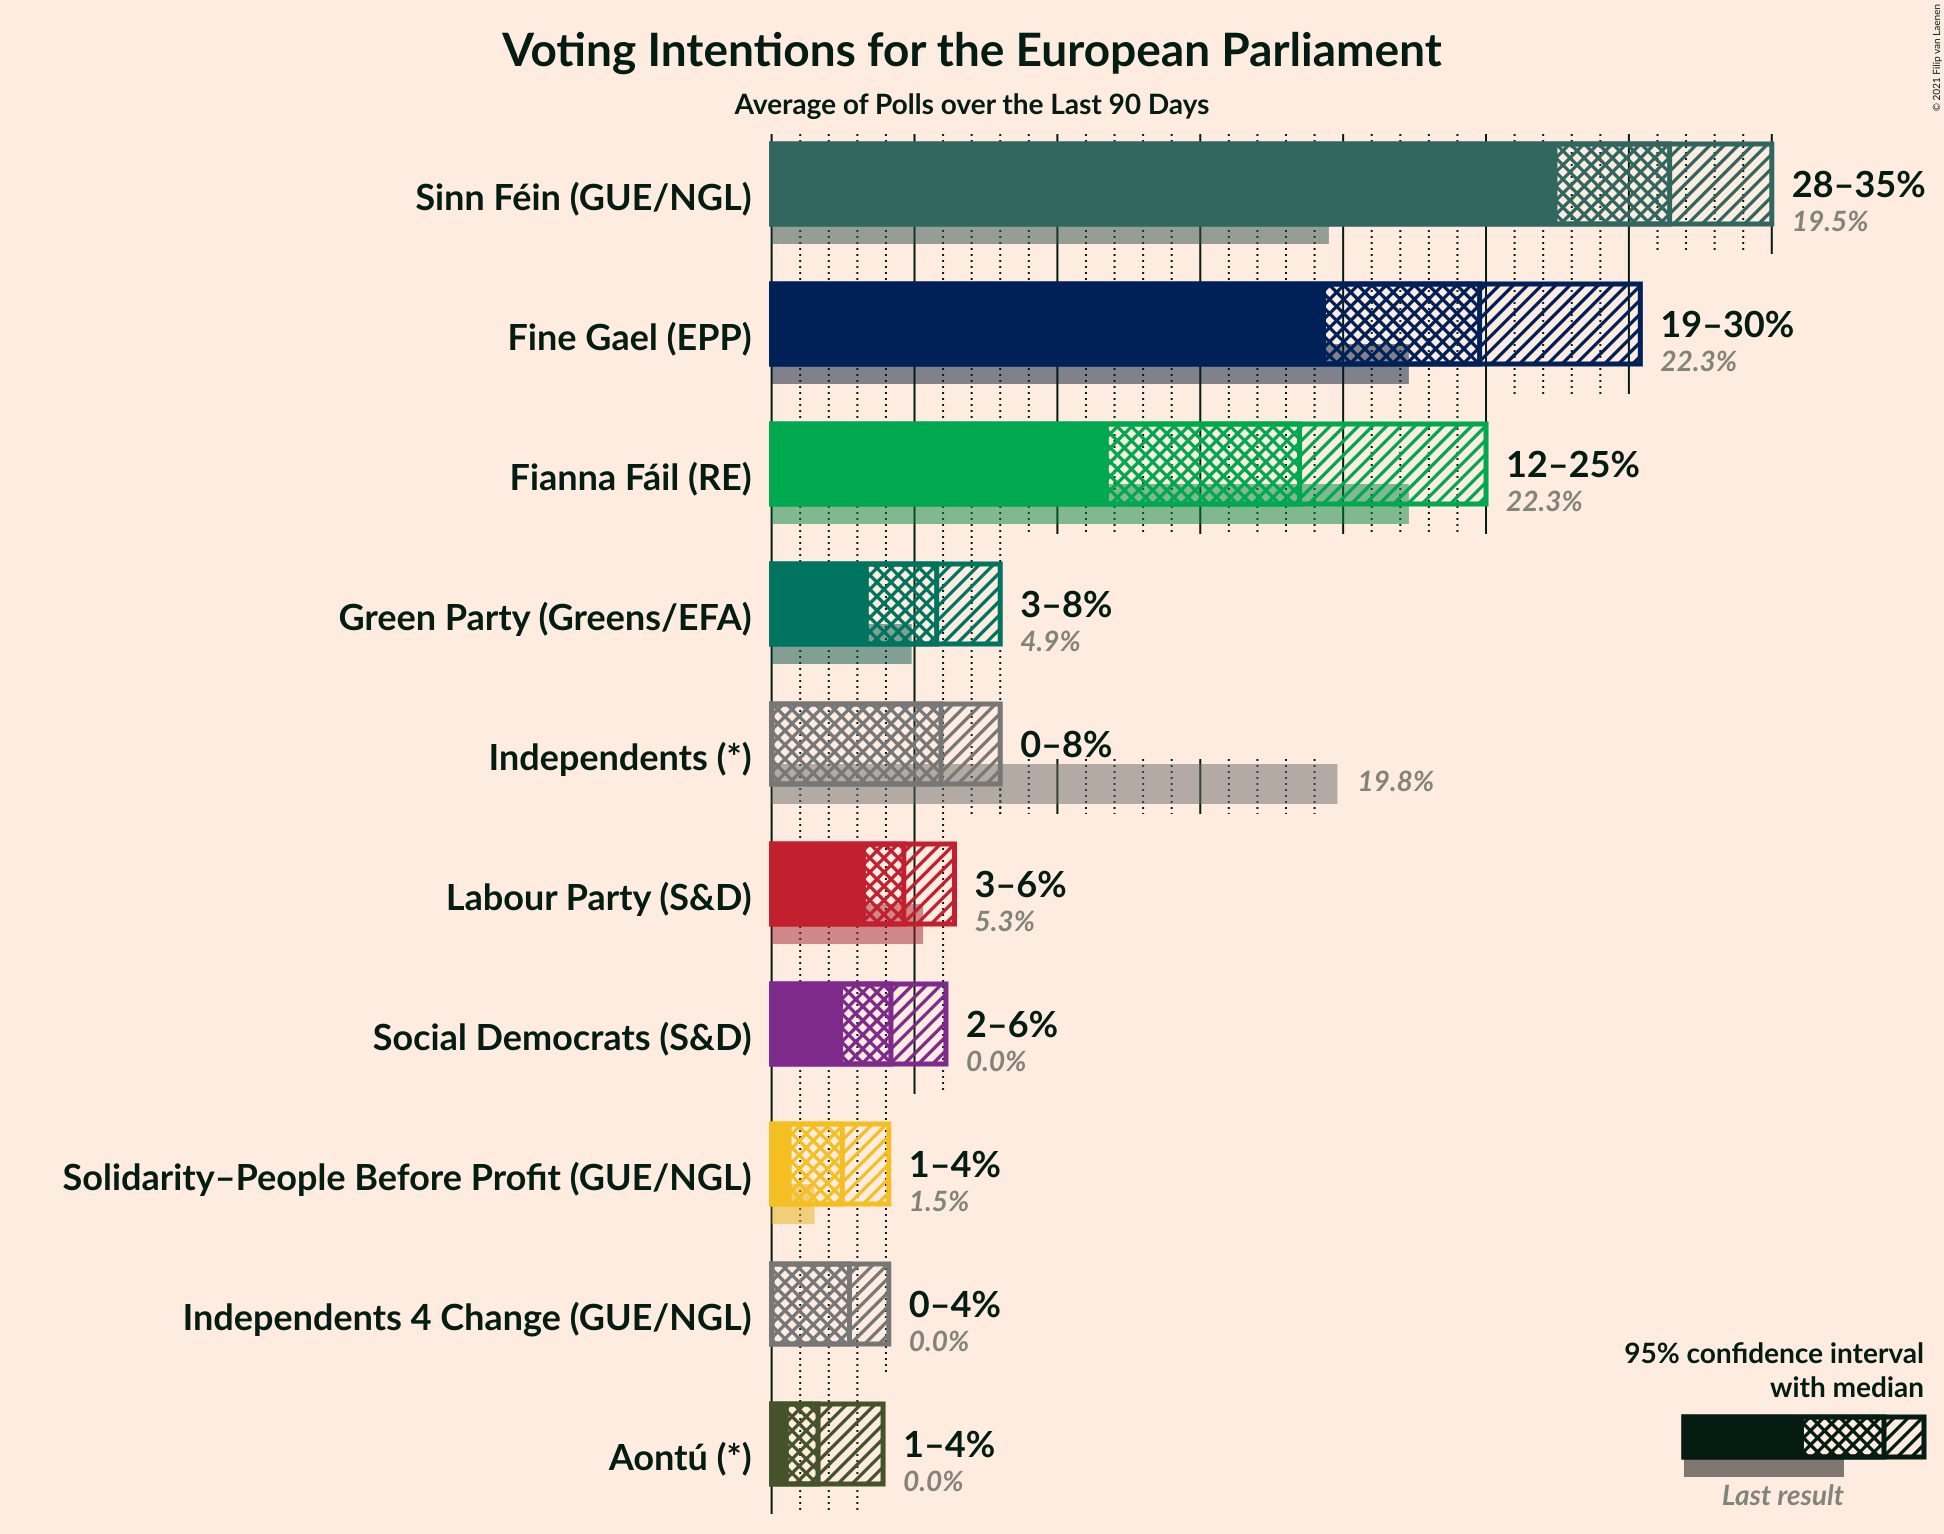 Voting Intentions for the European Parliament
Average of Polls over the Last 90 Days
© 2021 Filip van Laenen
Sinn Féin (GUE/NGL)
28–35%
19.5%
Fine Gael (EPP)
19–30%
22.3%
Fianna Fáil (RE)
12–25%
22.3%
Green Party (Greens/EFA)
3–8%
4.9%
Independents (*)
0–8%
19.8%
Labour Party (S&D)
3–6%
5.3%
Social Democrats (S&D)
2–6%
0.0%
Solidarity–People Before Profit (GUE/NGL)
1–4%
1.5%
Independents 4 Change (GUE/NGL)
0–4%
0.0%
Aontú (*)
1–4%
0.0%
95% confidence interval
with median
Last result